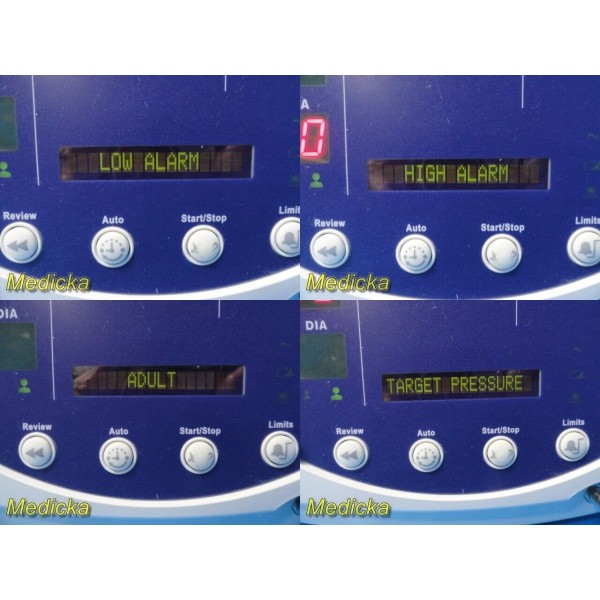 LOW ALARM
Review
Auto
Start/Stop
Limits
Medicka
A
0
HIGH ALARM
Review
Auto
Start/Stop
Limits
Medicka
DIA
ADULT
Review
Auto
Start/Stop
Limits
Medicka
DIA
TARGET PRESSURE
Review
Auto
Start/Stop
Limits
Medicka